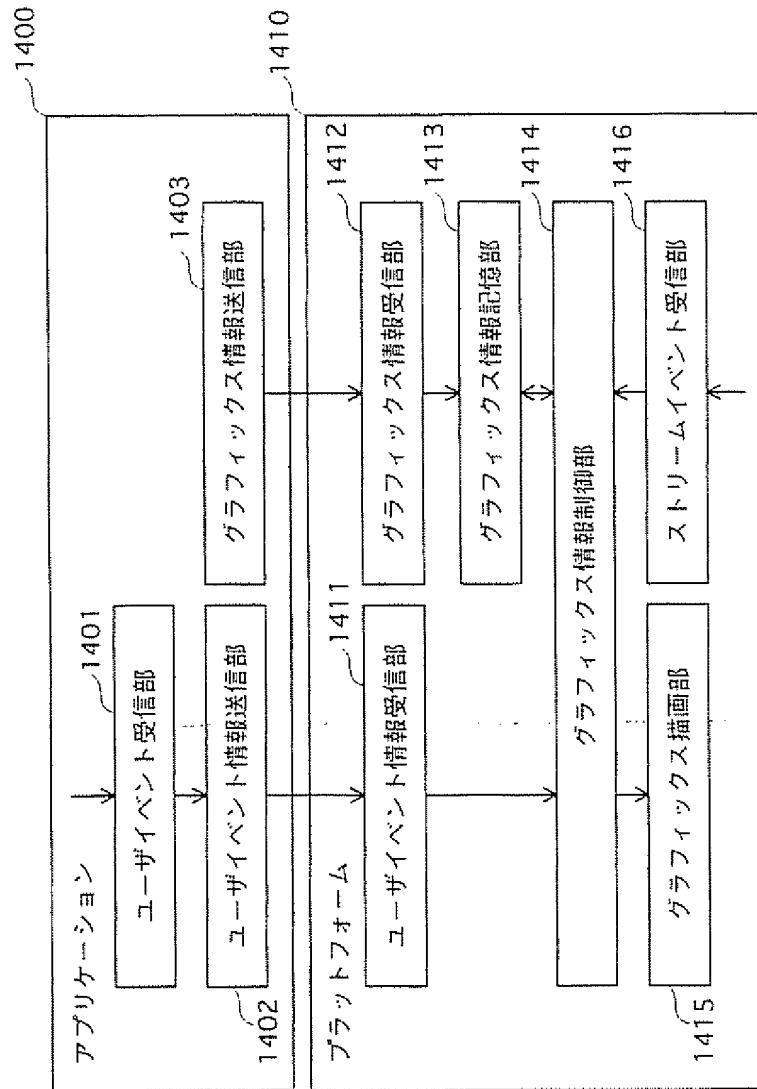 1400
アプリケーション
1401
ユーザイベント受信部
1402
ユーザイベント情報送信部
1403
グラフィックス情報送信部
1410
プラットフォーム
1411
ユーザイベント情報受信部
1412
グラフィックス情報受信部
1413
グラフィックス情報記憶部
1414
グラフィックス情報制御部
1415
グラフィックス描画部
1416
ストリームイベント受信部